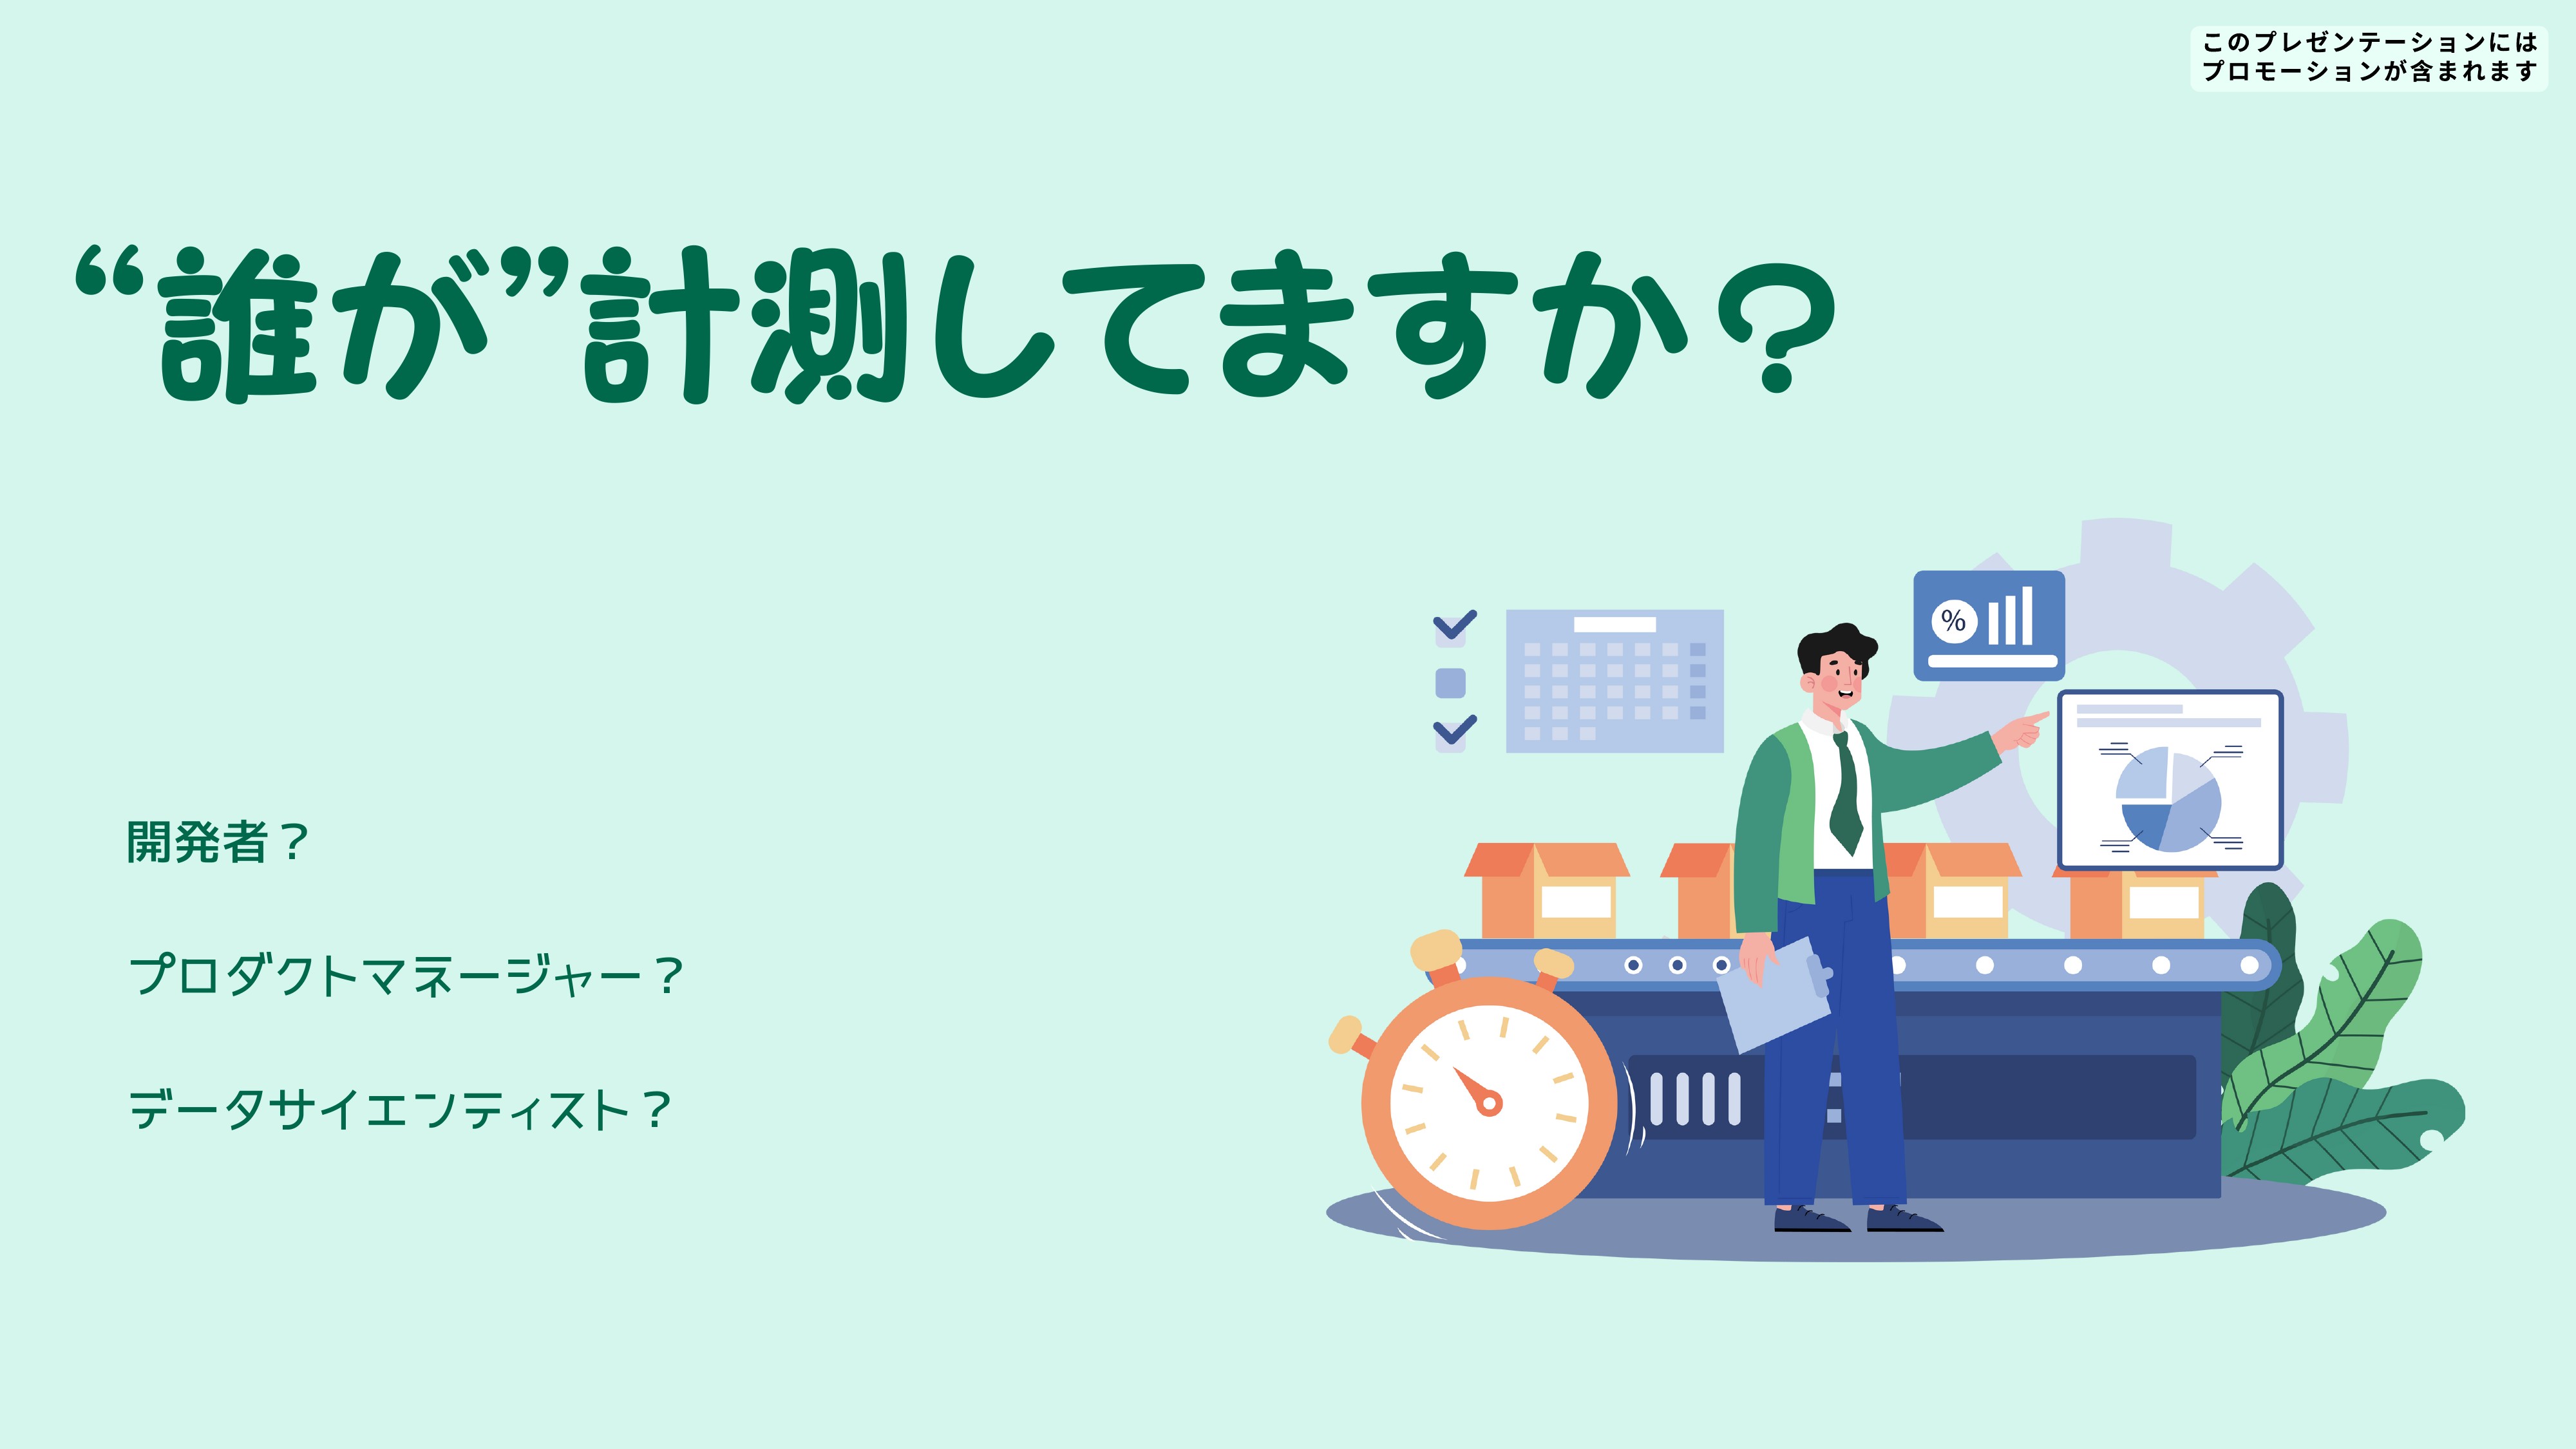 このプレゼンテーションには
プロモーションが含まれます
“誰が”計測してますか？
%
開発者？
プロダクトマネージャー？
データサイエンティスト？